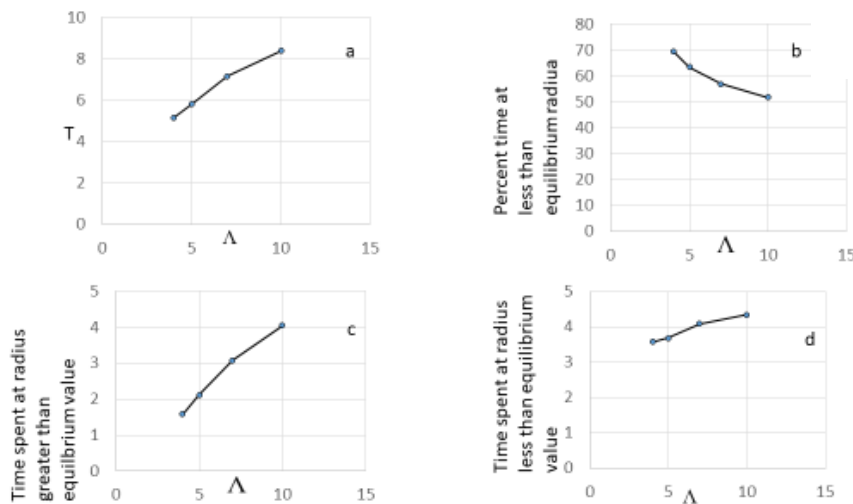 10
8
6
T
4
2
0
0
5
10
15
Λ
a
Percent time at
less than
equilibrium radiua
80
70
60
50
40
30
20
10
0
0
5
10
15
Λ
b
Time spent at radius
greater than
equilbrium value
5
4
3
2
1
0
0
5
10
15
Λ
c
Time spent at radius
less than equilibrium
value
5
4
3
2
1
0
0
5
10
15
Λ
d